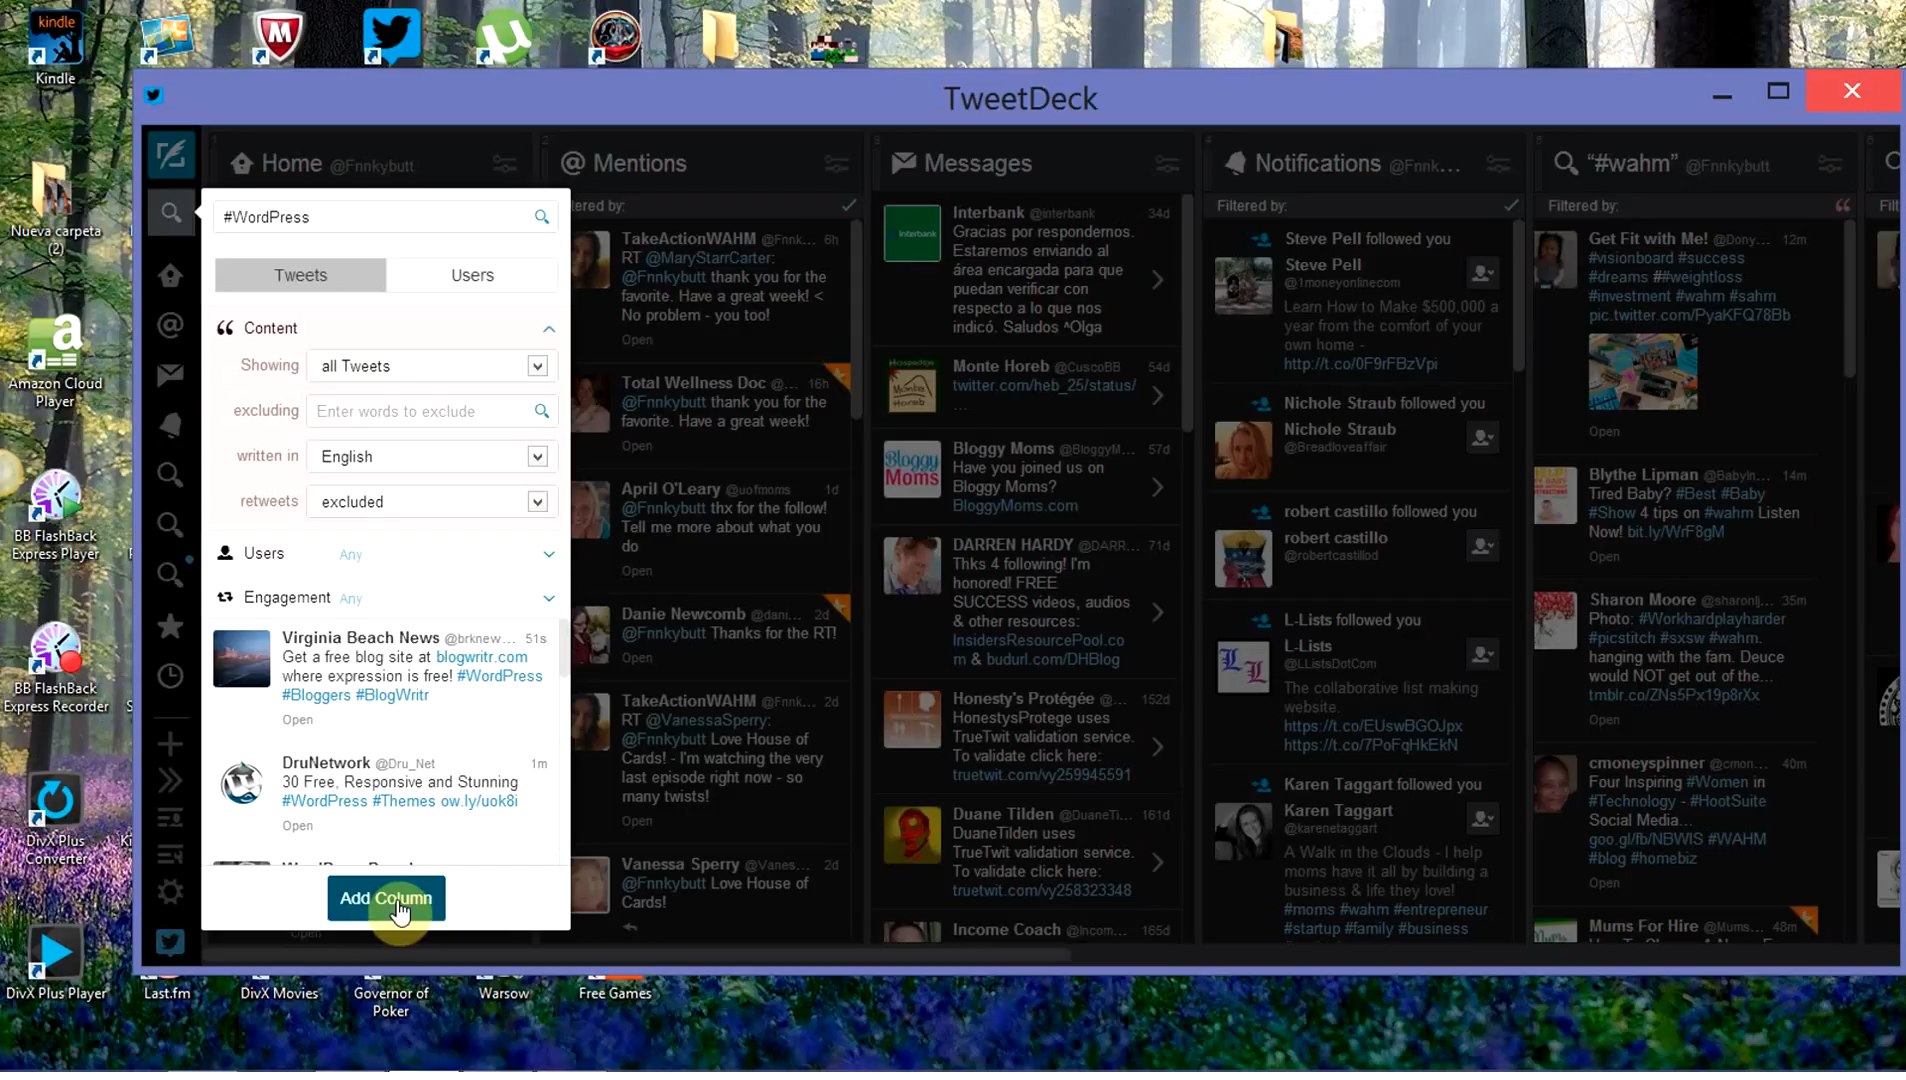 kindle
Kindle
Nueva carpeta
(2)
Amazon Cloud
Player
BB FlashBack
Express Player
BB FlashBack
Express Recorder
DivX Plus
Converter
DivX Plus Player
Last.fm
DivX Movies
Governor of
Poker
Warsow
Free Games
TweetDeck
#WordPress
Tweets
Users
Content
Showing
all Tweets
excluding
Enter words to exclude
written in
English
retweets
excluded
Users
Any
Engagement
Any
Virginia Beach News @brknew... 51s
Get a free blog site at blogwritr.com
where expression is free! #WordPress
#Bloggers #BlogWritr
Open
DruNetwork @Dru_Net 1m
30 Free, Responsive and Stunning
#WordPress #Themes ow.ly/uok8i
Open
Add Column
Open
1
Home @Fnnkybutt
2
@ Mentions
Filtered by:
TakeActionWAHM @Fnnk... 6h
RT @MaryStarrCarter:
@Fnnkybutt thank you for the
favorite. Have a great week! <
No problem - you too!
Open
Total Wellness Doc @... 16h
@Fnnkybutt thank you for the
favorite. Have a great week!
Open
April O'Leary @uofmoms 1d
@Fnnkybutt thx for the follow!
Tell me more about what you
do
Open
Danie Newcomb @dani... 2d
@Fnnkybutt Thanks for the RT!
Open
TakeActionWAHM @Fnnk... 2d
RT @VanessaSperry:
@Fnnkybutt Love House of
Cards! - I'm watching the very
last episode right now - so
many twists!
Open
Vanessa Sperry @Vanes... 2d
@Fnnkybutt Love House of
Cards!
3
Messages
Interbank @interbank 34d
Gracias por respondernos.
Estaremos enviando al
área encargada para que
puedan verificar con
respecto a lo que nos
indicó. Saludos ^Olga
Monte Horeb @CuscoBB 54d
twitter.com/heb_25/status/
...
Bloggy Moms @BloggyM... 57d
Have you joined us on
Bloggy Moms?
BloggyMoms.com
DARREN HARDY @DARR... 71d
Thks 4 following! I'm
honored! FREE
SUCCESS videos, audios
& other resources:
InsidersResourcePool.co
m & budurl.com/DHBlog
Honesty's Protégée @... 152d
HonestysProtege uses
TrueTwit validation service.
To validate click here:
truetwit.com/vy259945591
Duane Tilden @DuaneTi... 161d
DuaneTilden uses
TrueTwit validation service.
To validate click here:
truetwit.com/vy258323348
Income Coach @Incom... 165d
4
Notifications @Fnnk...
Filtered by:
Steve Pell followed you
Steve Pell
@1moneyonlinecom
Learn How to Make $500,000 a
year from the comfort of your
own home -
http://t.co/0F9rFBzVpi
Nichole Straub followed you
Nichole Straub
@Breadloveaffair
robert castillo followed you
robert castillo
@robertcastillod
L-Lists followed you
L-Lists
@LListsDotCom
The collaborative list making
website.
https://t.co/EUswBGOJpx
https://t.co/7PoFqHkEkN
Karen Taggart followed you
Karen Taggart
@karenetaggart
A Walk in the Clouds - I help
moms have it all by building a
business & life they love!
#moms #wahm #entrepreneur
#startup #family #business
5
“#wahm” @Fnnkybutt
Filtered by:
Get Fit with Me! @Dony... 12m
#visionboard #success
#dreams ##weightloss
#investment #wahm #sahm
pic.twitter.com/PyaKFQ78Bb
Open
Blythe Lipman @BabyIn... 14m
Tired Baby? #Best #Baby
#Show 4 tips on #wahm Listen
Now! bit.ly/WrF8gM
Open
Sharon Moore @sharonlj... 35m
Photo: #Workhardplayharder
#picstitch #sxsw #wahm.
hanging with the fam. Deuce
would NOT get out of the...
tmblr.co/ZNs5Px19p8rXx
Open
cmoneyspinner @cmon... 40m
Four Inspiring #Women in
#Technology - #HootSuite
Social Media...
goo.gl/fb/NBWIS #WAHM
#blog #homebiz
Open
Mums For Hire @Mums... 48m